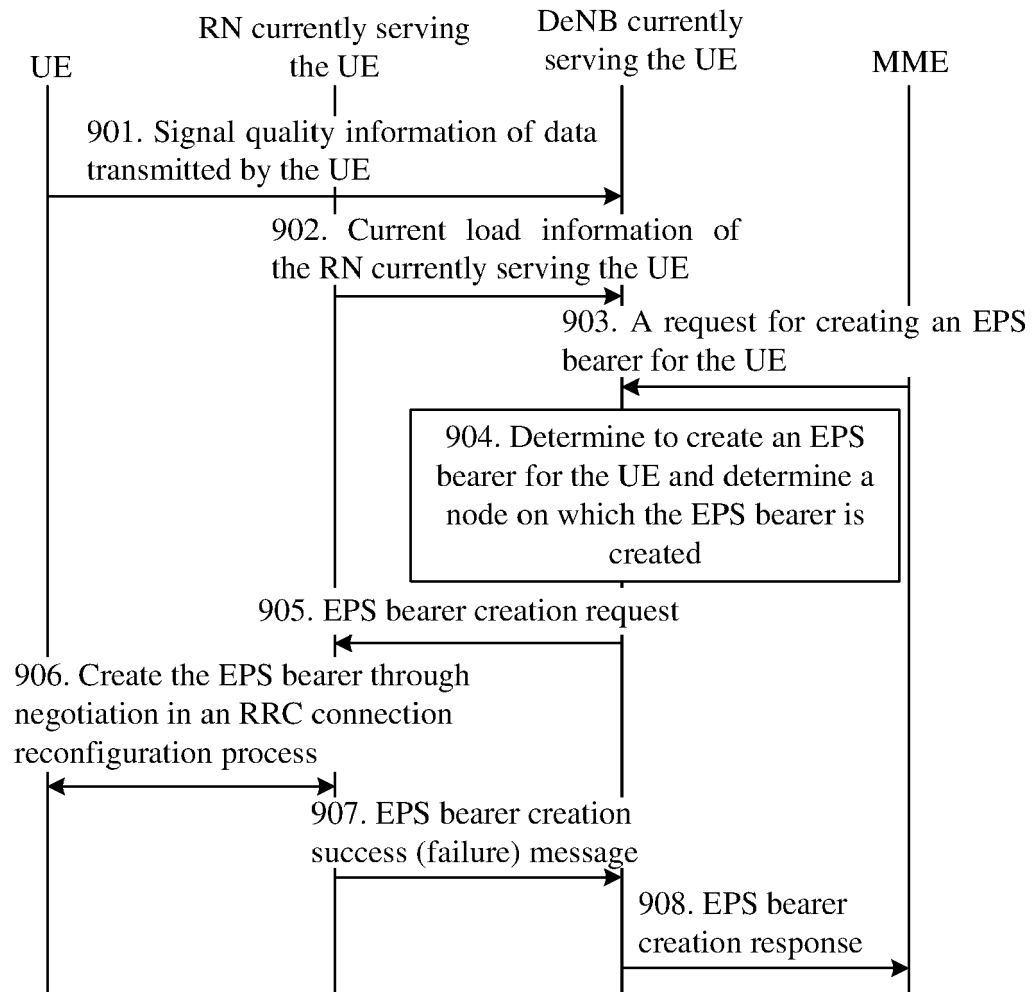 UE
RN currently serving
the UE
DeNB currently
serving the UE
MME
901. Signal quality information of data
transmitted by the UE
902. Current load information of
the RN currently serving the UE
903. A request for creating an EPS
bearer for the UE
904. Determine to create an EPS
bearer for the UE and determine a
node on which the EPS bearer is
created
905. EPS bearer creation request
906. Create the EPS bearer through
negotiation in an RRC connection
reconfiguration process
907. EPS bearer creation
success (failure) message
908. EPS bearer
creation response